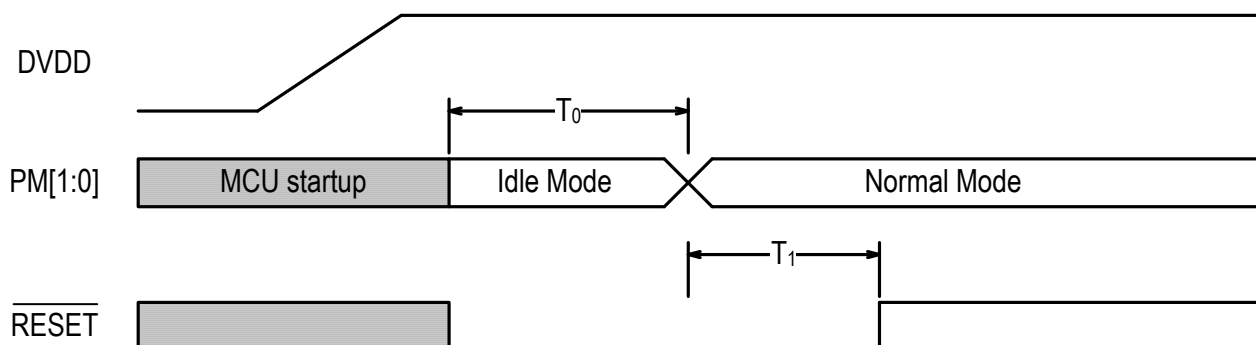 DVDD
T₀
PM[1:0] MCU startup Idle Mode Normal Mode
T₁
RESET